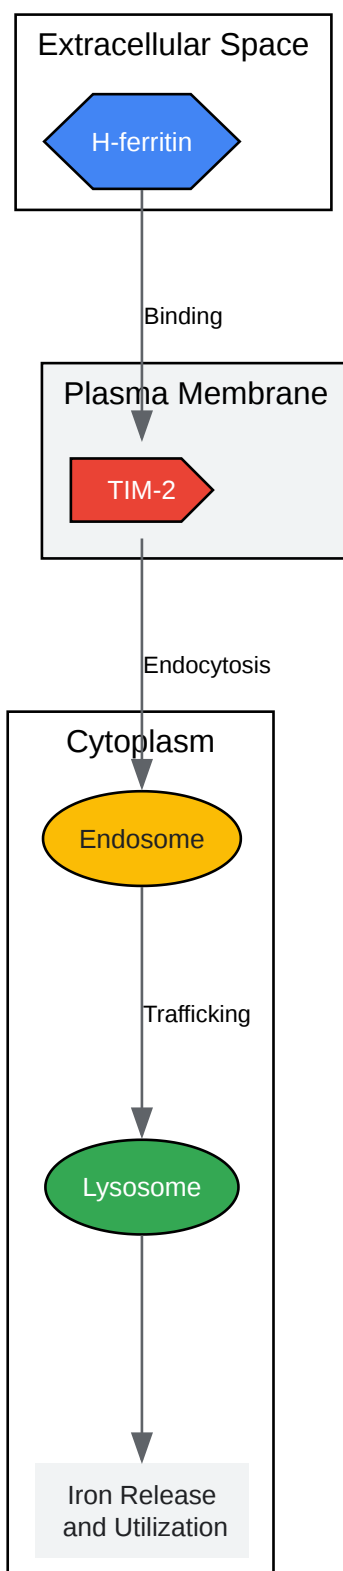 Extracellular Space
H-ferritin
Binding
Plasma Membrane
TIM-2
Endocytosis
Cytoplasm
Endosome
Trafficking
Lysosome
Iron Release
and Utilization